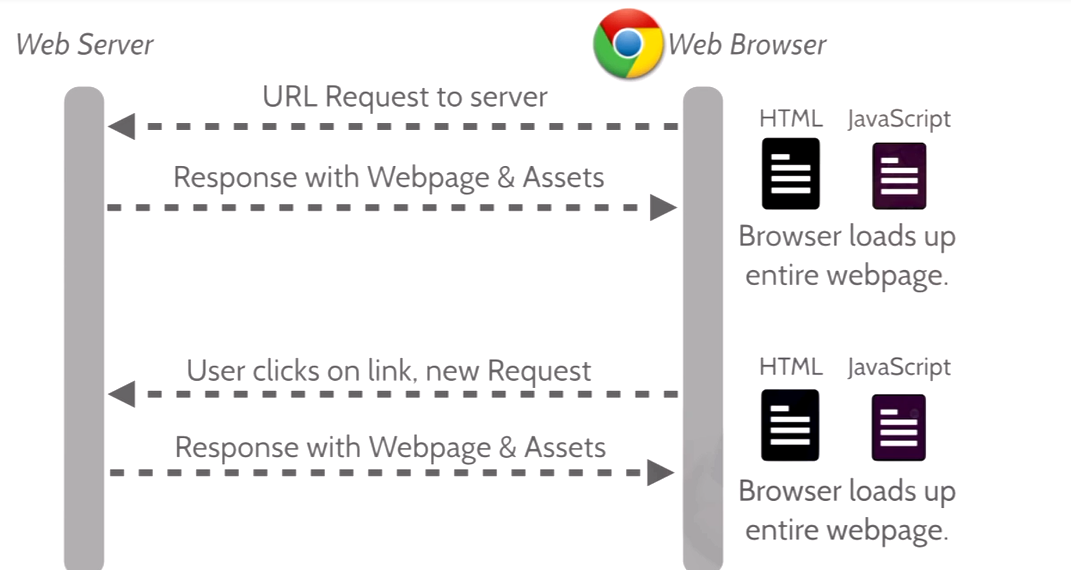 Web Server
Web Browser
URL Request to server
HTML JavaScript
Response with Webpage & Assets
Browser loads up
entire webpage.
User clicks on link, new Request
HTML JavaScript
Response with Webpage & Assets
Browser loads up
entire webpage.